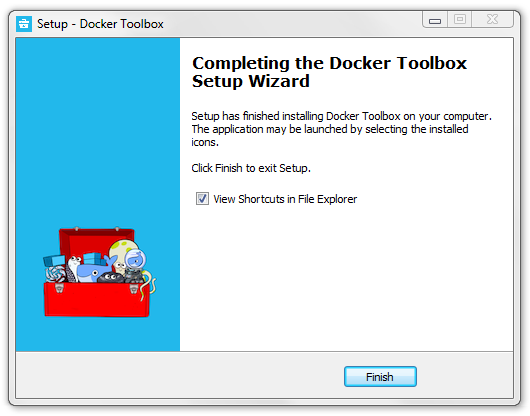 Setup - Docker Toolbox
Completing the Docker Toolbox
Setup Wizard
Setup has finished installing Docker Toolbox on your computer.
The application may be launched by selecting the installed
icons.
Click Finish to exit Setup.
View Shortcuts in File Explorer
Finish